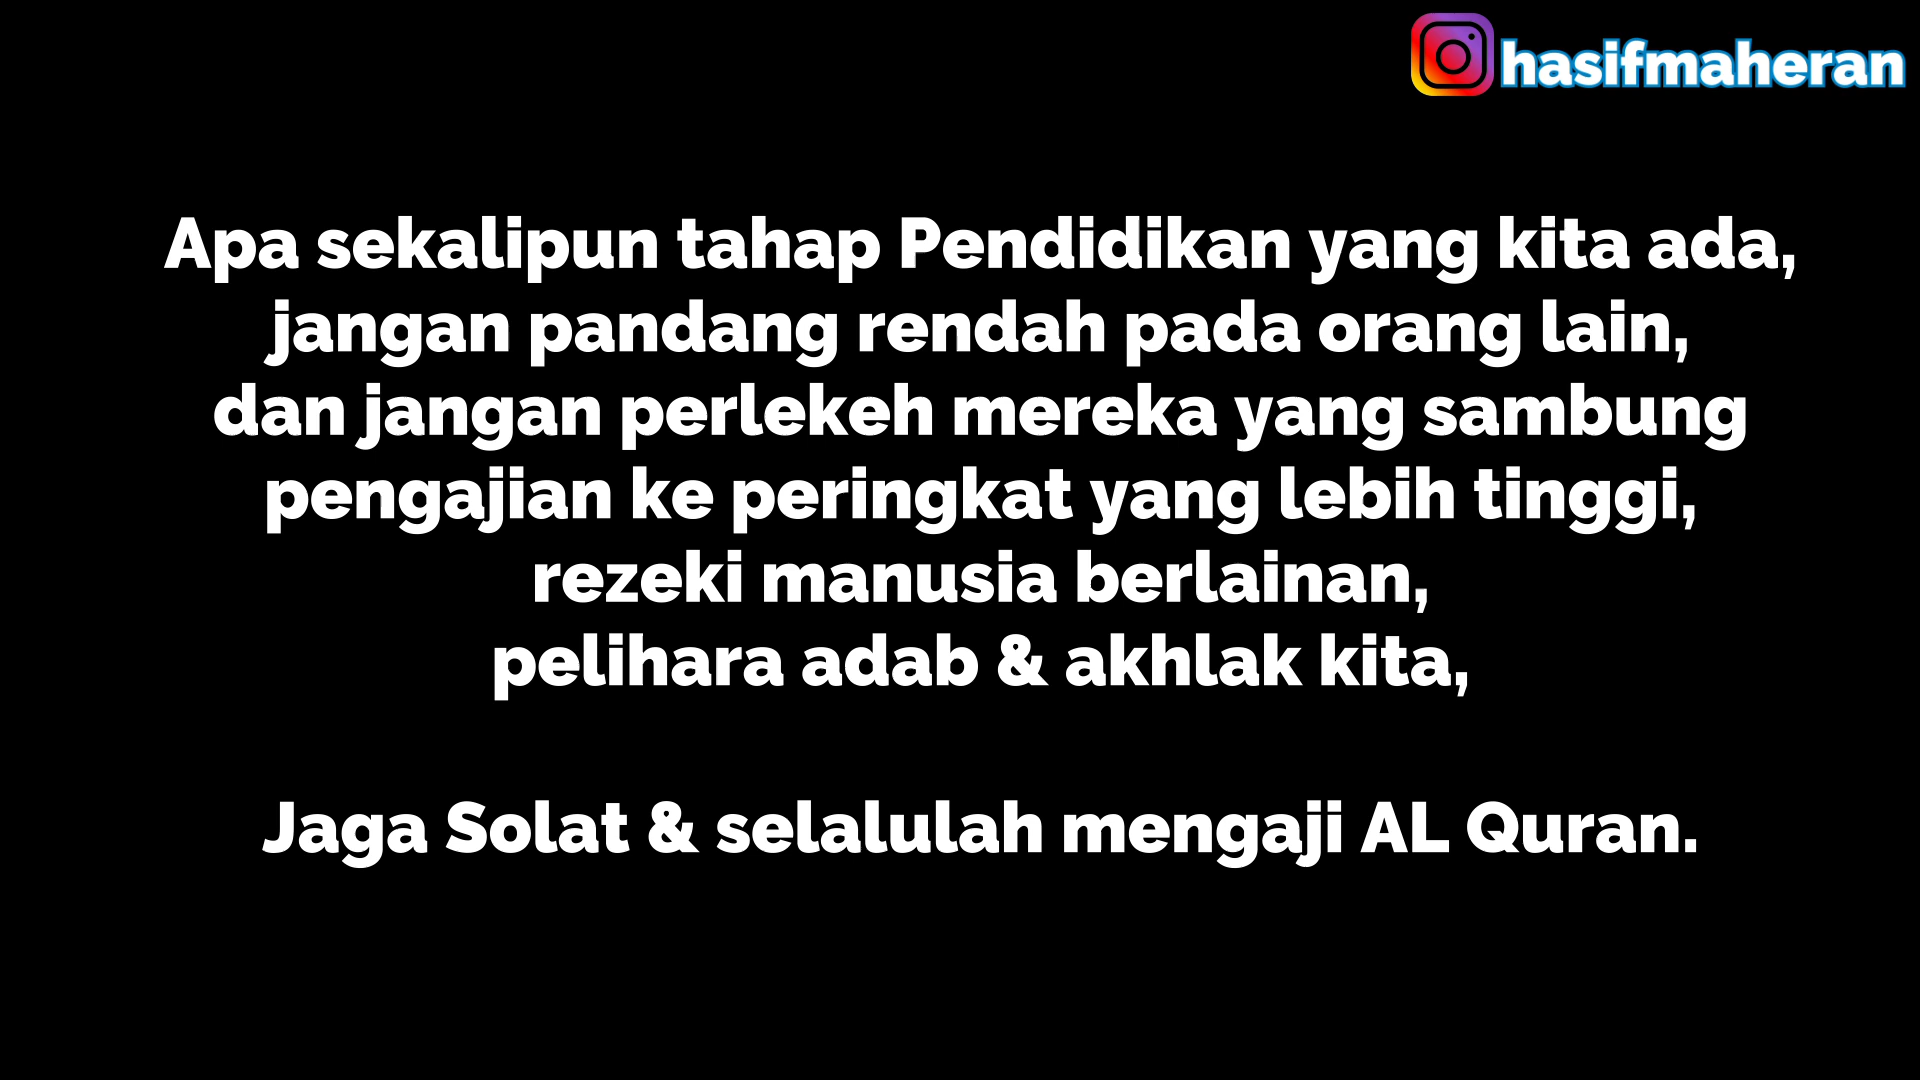 hasifmaheran
Apa sekalipun tahap Pendidikan yang kita ada,
jangan pandang rendah pada orang lain,
dan jangan perlekeh mereka yang sambung
pengajian ke peringkat yang lebih tinggi,
rezeki manusia berlainan,
pelihara adab & akhlak kita,
Jaga Solat & selalulah mengaji AL Quran.